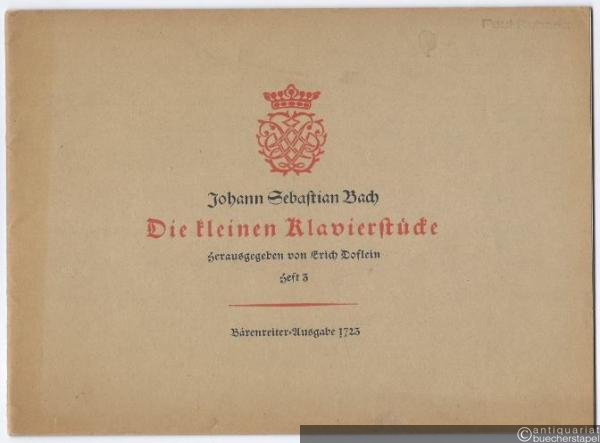 Johann Sebastian Bach
Die kleinen Klavierstücke
Herausgegeben von Erich Doflein
Heft 3
Bärenreiter-Ausgabe 1723
©antiquariat
buecherstapel